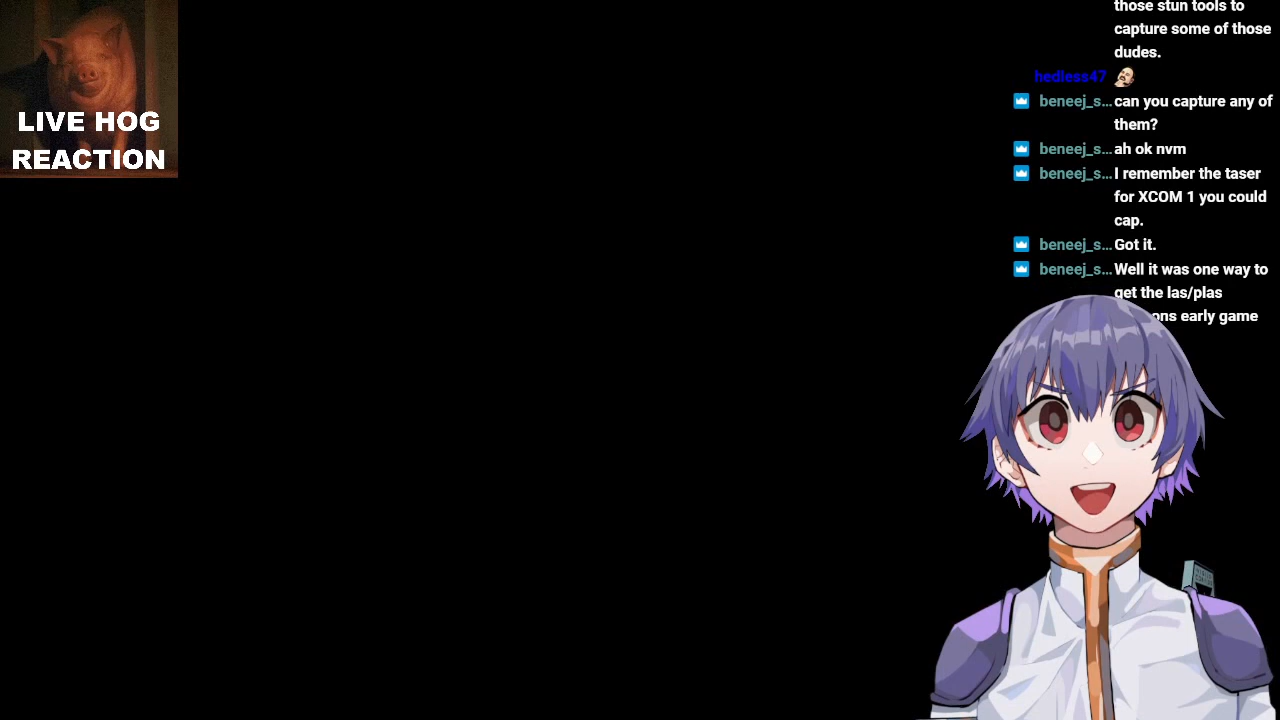 LIVE HOG
REACTION
those stun tools to
capture some of those
dudes.
hedless47
beneej_s... can you capture any of
them?
beneej_s... ah ok nvm
beneej_s... I remember the taser
for XCOM 1 you could
cap.
beneej_s... Got it.
beneej_s... Well it was one way to
get the las/plas
ons early game